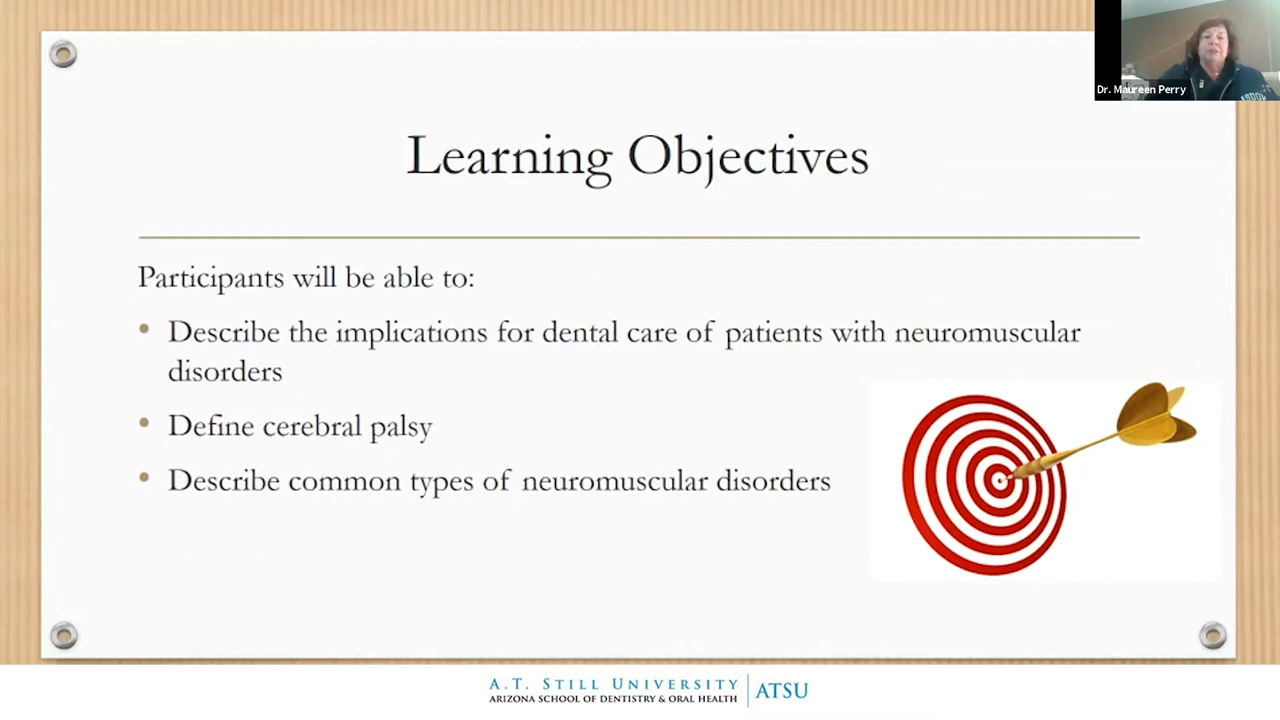 Dr. Maureen Perry
Learning Objectives
Participants will be able to:
• Describe the implications for dental care of patients with neuromuscular
disorders
• Define cerebral palsy
• Describe common types of neuromuscular disorders
A.T. STILL UNIVERSITY
ARIZONA SCHOOL OF DENTISTRY & ORAL HEALTH
ATSU